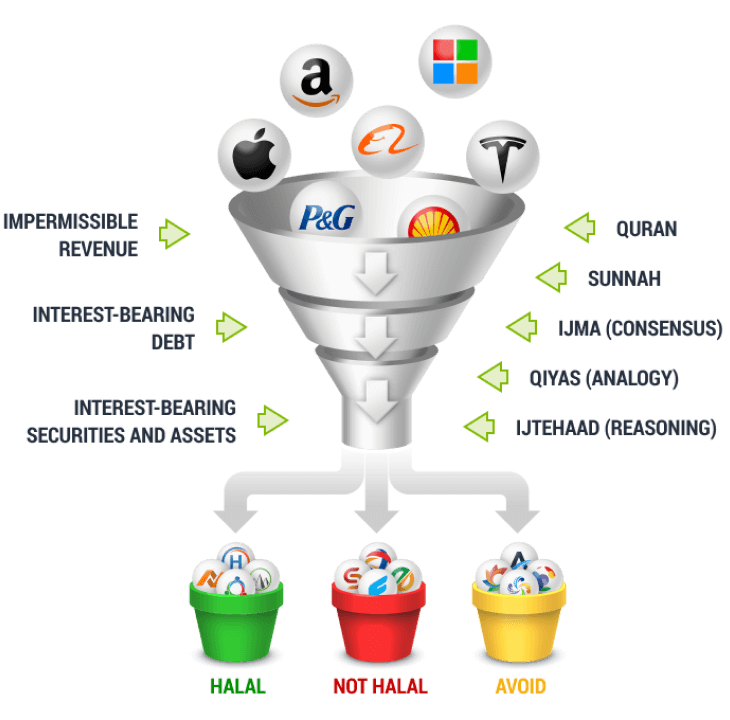 a
P&G
IMPERMISSIBLE
REVENUE
QURAN
SUNNAH
INTEREST-BEARING
DEBT
IJMA (CONSENSUS)
QIYAS (ANALOGY)
INTEREST-BEARING
SECURITIES AND ASSETS
IJTEHAAD (REASONING)
H
A
S
HALAL
NOT HALAL
AVOID